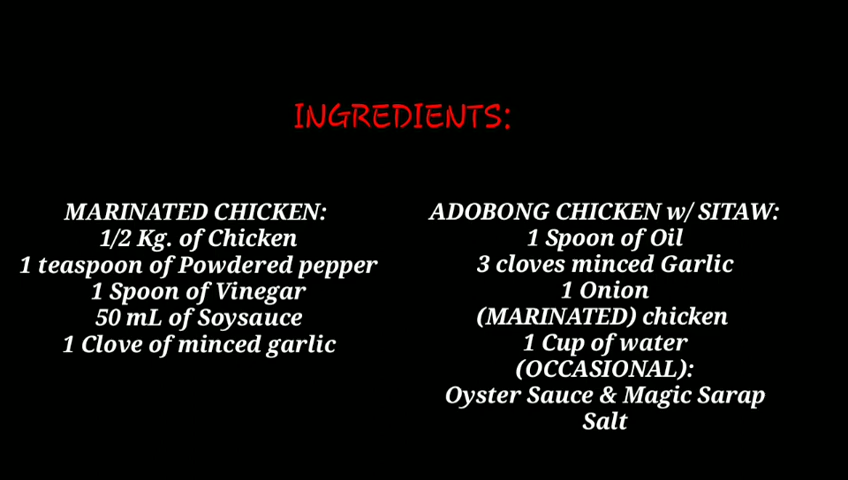 INGREDIENTS:
MARINATED CHICKEN:
1/2 Kg. of Chicken
1 teaspoon of Powdered pepper
1 Spoon of Vinegar
50 mL of Soysauce
1 Clove of minced garlic
ADOBONG CHICKEN w/ SITAW:
1 Spoon of Oil
3 cloves minced Garlic
1 Onion
(MARINATED) chicken
1 Cup of water
(OCCASIONAL):
Oyster Sauce & Magic Sarap
Salt